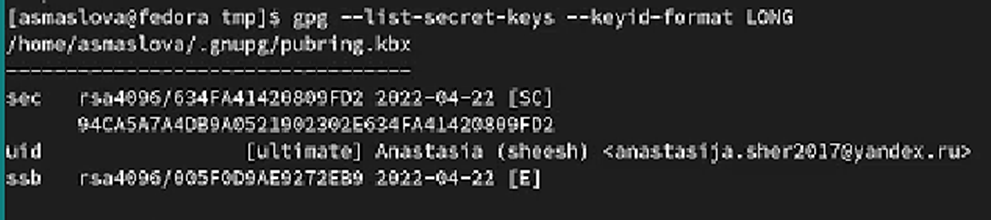 [asmaslova@fedora tmp]$ gpg --list-secret-keys --keyid-format LONG
/home/asmaslova/.gnupg/pubring.kbx
----------------------------------
sec   rsa4096/634FA41420809FD2 2022-04-22 [SC]
      94CA5A7A4DB9A0521902302E634FA41420809FD2
uid                 [ultimate] Anastasia (sheesh) <anastasija.sher2017@yandex.ru>
ssb   rsa4096/005F0D9AE9272EB9 2022-04-22 [E]